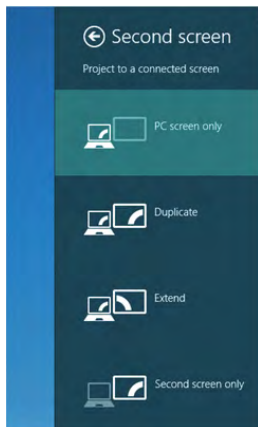 Second screen
Project to a connected screen
PC screen only
Duplicate
Extend
Second screen only